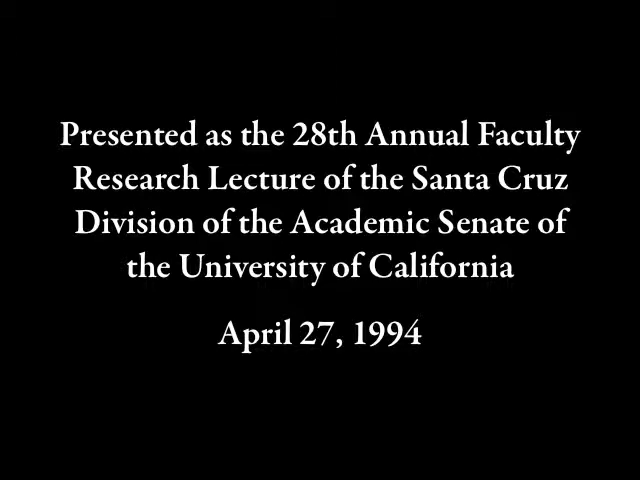 Presented as the 28th Annual Faculty
Research Lecture of the Santa Cruz
Division of the Academic Senate of
the University of California
April 27, 1994